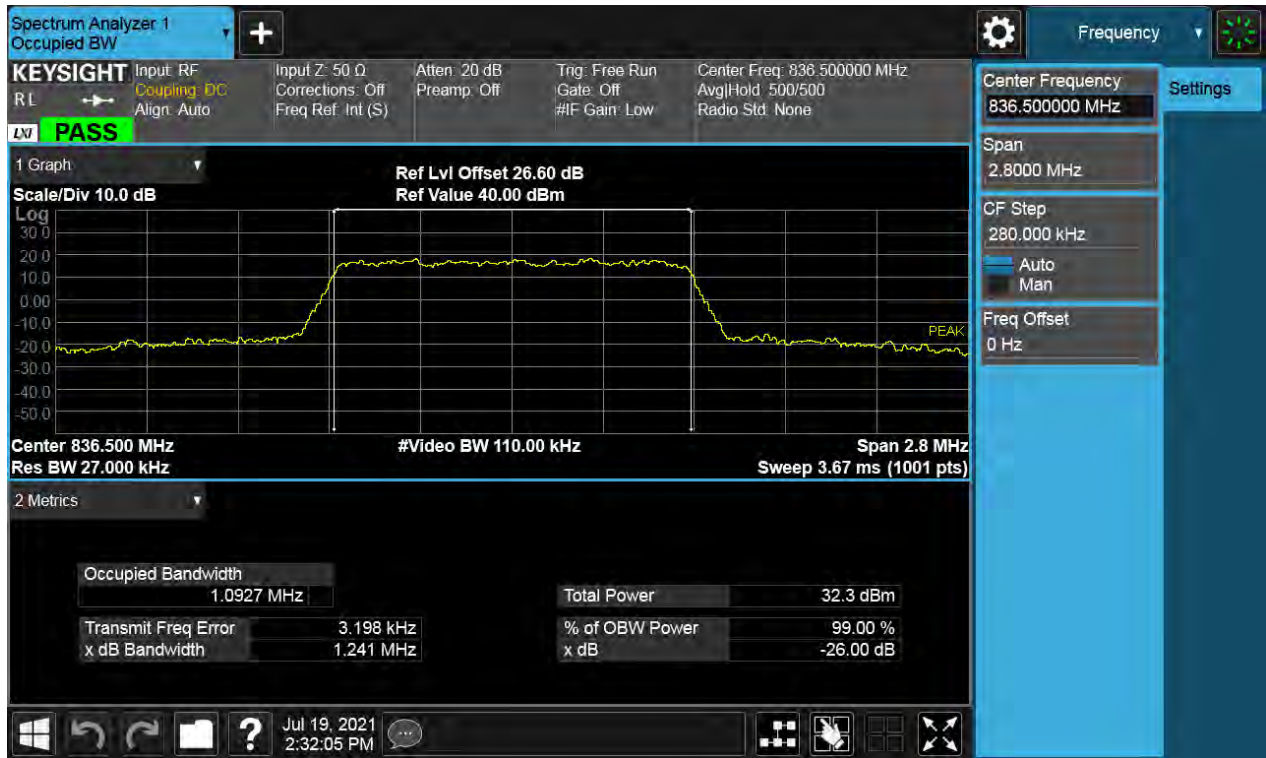 Spectrum Analyzer 1
Occupied BW
Frequency
KEYSIGHT
RL
LXI
PASS
Input: RF
Coupling: DC
Align: Auto
Input Z: 50 Ω
Corrections: Off
Freq Ref: Int (S)
Atten: 20 dB
Preamp: Off
Trig: Free Run
Gate: Off
#IF Gain: Low
Center Freq: 836.500000 MHz
Avg|Hold: 500/500
Radio Std: None
Center Frequency
836.500000 MHz
Settings
Span
2.8000 MHz
CF Step
280.000 kHz
Auto
Man
Freq Offset
0 Hz
1 Graph
Scale/Div 10.0 dB
Ref Lvl Offset 26.60 dB
Ref Value 40.00 dBm
Log
30.0
20.0
10.0
0.00
-10.0
-20.0
-30.0
-40.0
-50.0
PEAK
Center 836.500 MHz
#Video BW 110.00 kHz
Span 2.8 MHz
Res BW 27.000 kHz
Sweep 3.67 ms (1001 pts)
2 Metrics
Occupied Bandwidth
1.0927 MHz
Total Power 32.3 dBm
Transmit Freq Error 3.198 kHz
% of OBW Power 99.00 %
x dB Bandwidth 1.241 MHz
x dB -26.00 dB
?
Jul 19, 2021
2:32:05 PM